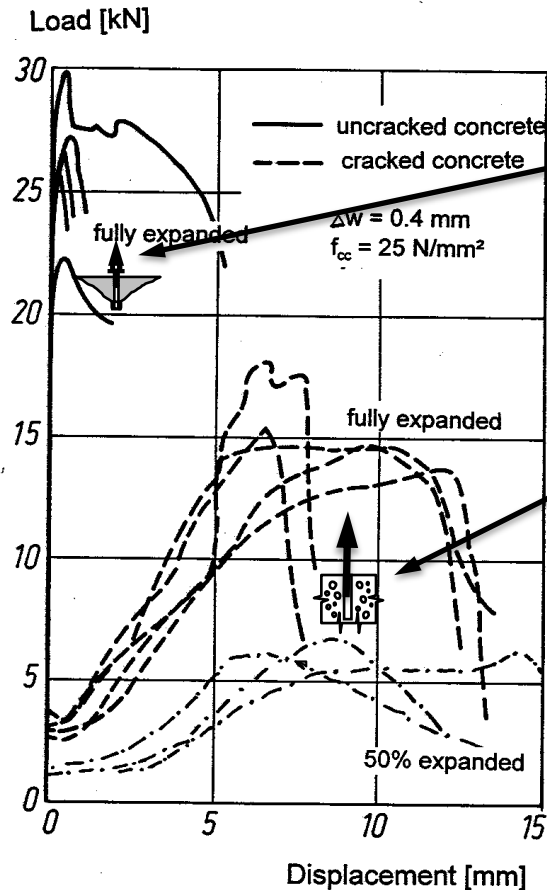 Load [kN]
30
uncracked concrete
cracked concrete
25
fully expanded
Δw = 0.4 mm
fcc = 25 N/mm²
20
15
fully expanded
10
5
50% expanded
0
0
5
10
15
Displacement [mm]